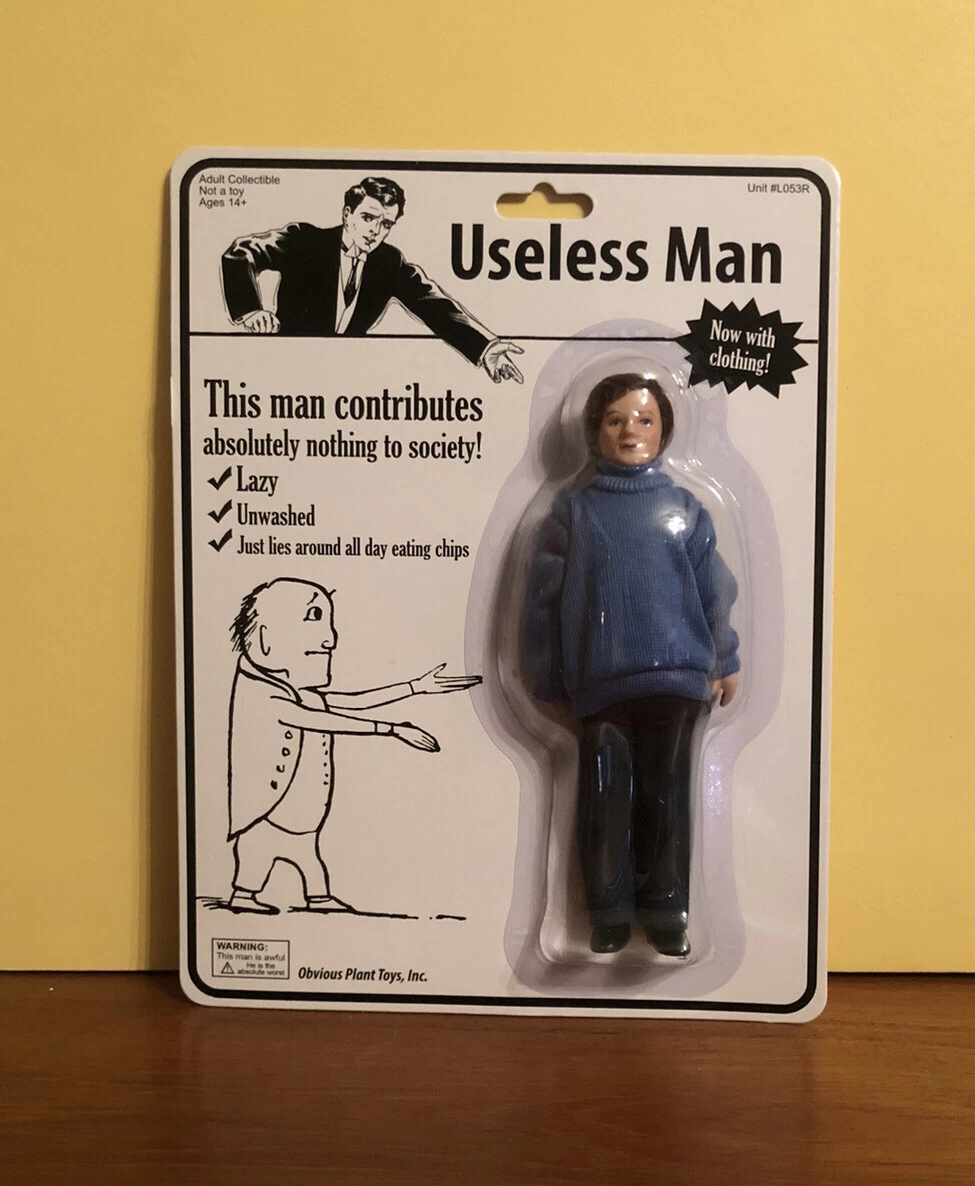 Adult Collectible
Not a toy
Ages 14+
Unit #L053R
Useless Man
Now with
clothing!
This man contributes
absolutely nothing to society!
Lazy
Unwashed
Just lies around all day eating chips
WARNING:
This man is awful
He is the
absolute worst
Obvious Plant Toys, Inc.